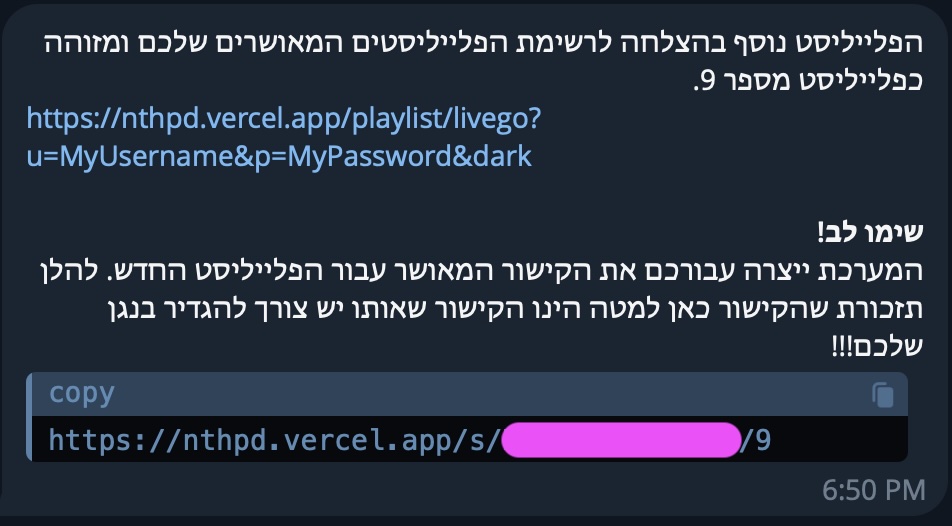 הפלייליסט נוסף בהצלחה לרשימת הפלייליסטים המאושרים שלכם ומזוהה
כפלייליסט מספר 9.
https://nthpd.vercel.app/playlist/livego?
u=MyUsername&p=MyPassword&dark
שימו לב!
המערכת ייצרה עבורכם את הקישור המאושר עבור הפלייליסט החדש. להלן
תזכורת שהקישור כאן למטה הינו הקישור שאותו יש צורך להגדיר בנגן
שלכם!!!
copy
https://nthpd.vercel.app/s/ /9
6:50 PM